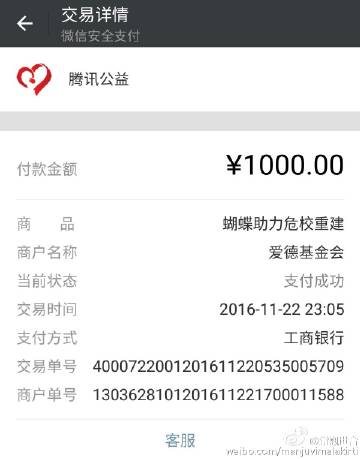 交易详情
微信安全支付
腾讯公益
付款金额 ¥1000.00
商 品 蝴蝶助力危校重建
商户名称 爱德基金会
当前状态 支付成功
交易时间 2016-11-22 23:05
支付方式 工商银行
交易单号 4000722001201611220535005709
商户单号 1303628101201611221700011588
客服
weibo.com/manjuvimalakirti